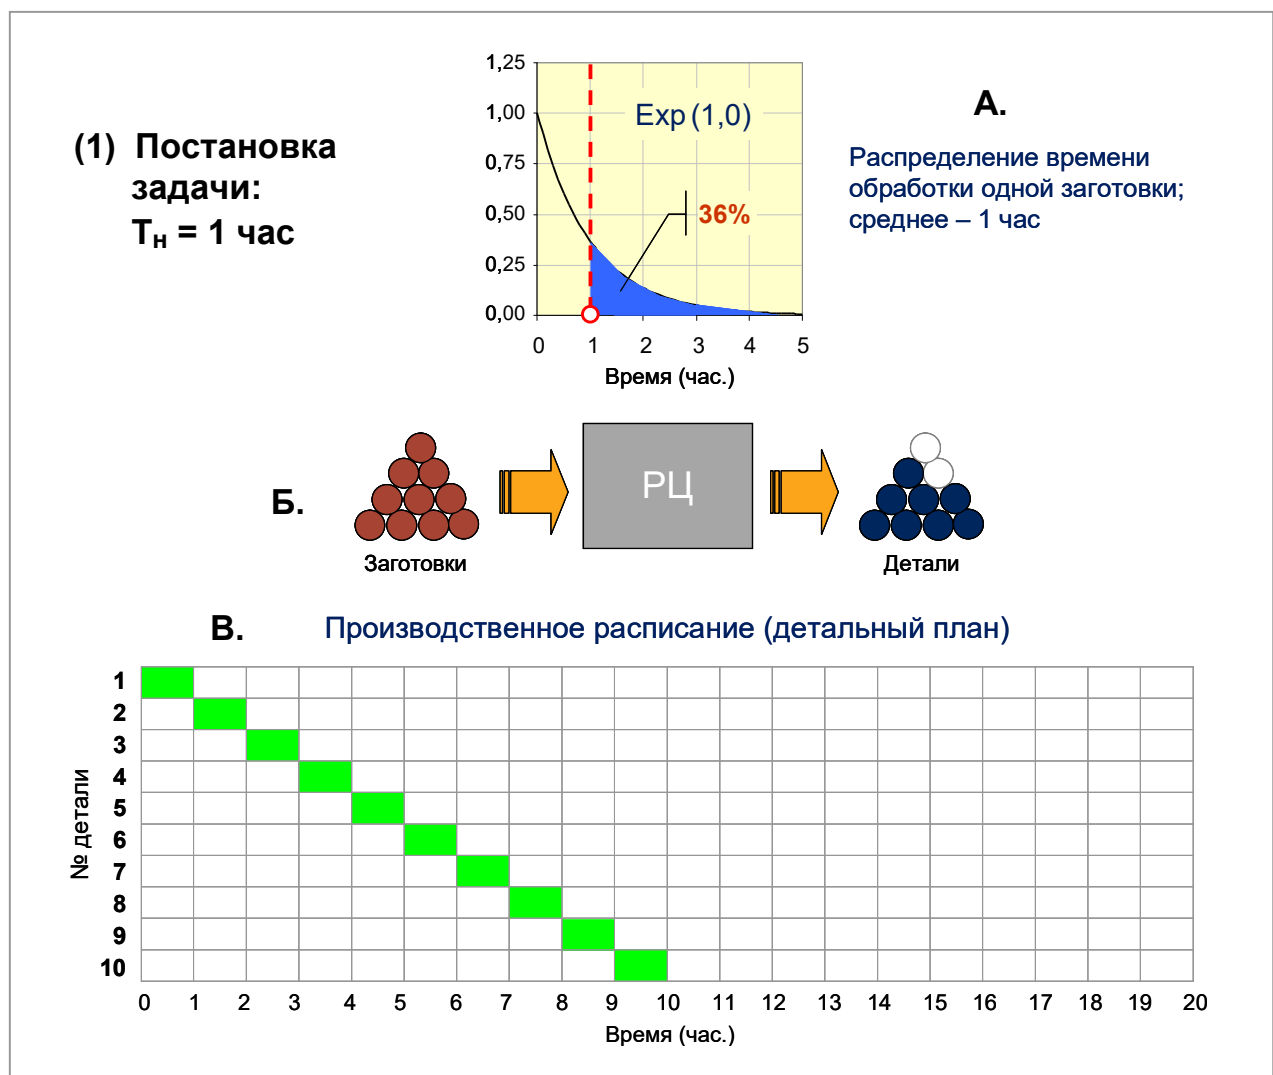 (1) Постановка
задачи:
Тн = 1 час
1,25
1,00
0,75
0,50
0,25
0,00
Exp (1,0)
36%
0 1 2 3 4 5
Время (час.)
А.
Распределение времени
обработки одной заготовки;
среднее – 1 час
Б.
Заготовки
РЦ
Детали
В. Производственное расписание (детальный план)
№ детали
1
2
3
4
5
6
7
8
9
10
0 1 2 3 4 5 6 7 8 9 10 11 12 13 14 15 16 17 18 19 20
Время (час.)